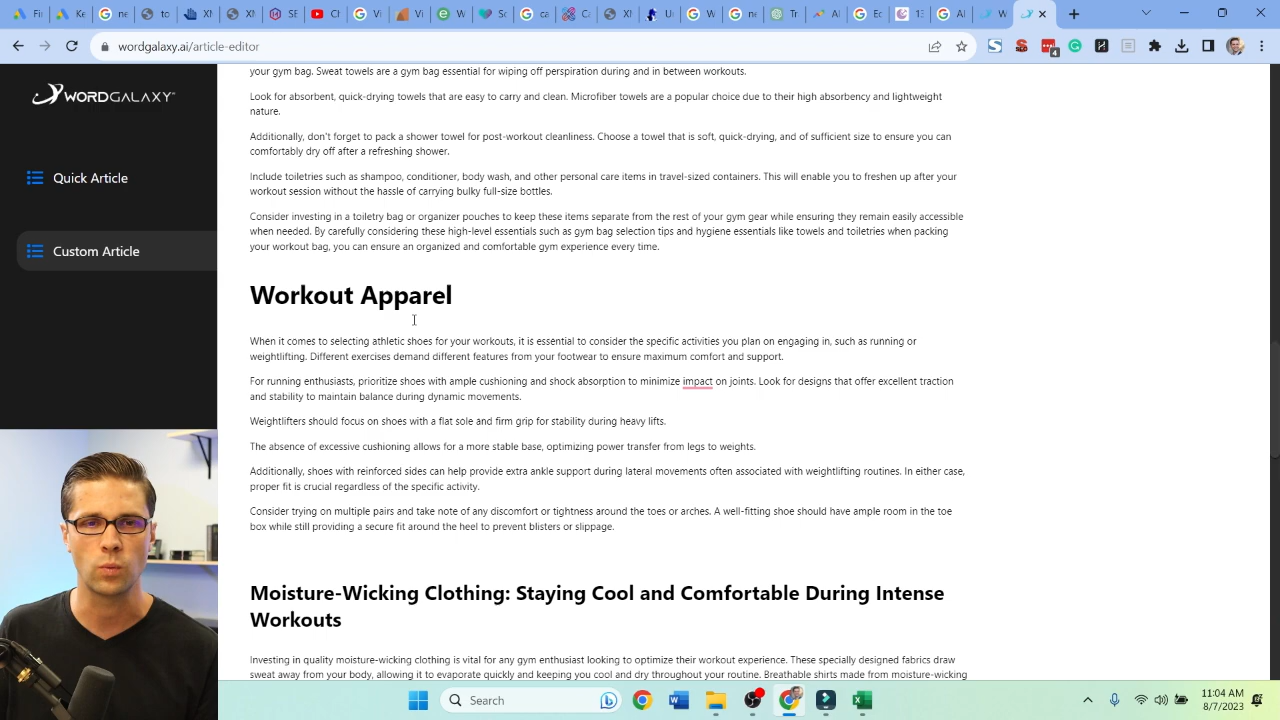 S
Si
Se
Cl
Vi
So
Ca
Ci
Xl
Ul
G
ne
Tr
Al
G
13
G
W
wordgalaxy.ai/article-editor
4
WORDGALAXY
Quick Article
Custom Article
your gym bag. Sweat towels are a gym bag essential for wiping off perspiration during and in between workouts.
Look for absorbent, quick-drying towels that are easy to carry and clean. Microfiber towels are a popular choice due to their high absorbency and lightweight
nature.
Additionally, don't forget to pack a shower towel for post-workout cleanliness. Choose a towel that is soft, quick-drying, and of sufficient size to ensure you can
comfortably dry off after a refreshing shower.
Include toiletries such as shampoo, conditioner, body wash, and other personal care items in travel-sized containers. This will enable you to freshen up after your
workout session without the hassle of carrying bulky full-size bottles.
Consider investing in a toiletry bag or organizer pouches to keep these items separate from the rest of your gym gear while ensuring they remain easily accessible
when needed. By carefully considering these high-level essentials such as gym bag selection tips and hygiene essentials like towels and toiletries when packing
your workout bag, you can ensure an organized and comfortable gym experience every time.
Workout Apparel
When it comes to selecting athletic shoes for your workouts, it is essential to consider the specific activities you plan on engaging in, such as running or
weightlifting. Different exercises demand different features from your footwear to ensure maximum comfort and support.
For running enthusiasts, prioritize shoes with ample cushioning and shock absorption to minimize impact on joints. Look for designs that offer excellent traction
and stability to maintain balance during dynamic movements.
Weightlifters should focus on shoes with a flat sole and firm grip for stability during heavy lifts.
The absence of excessive cushioning allows for a more stable base, optimizing power transfer from legs to weights.
Additionally, shoes with reinforced sides can help provide extra ankle support during lateral movements often associated with weightlifting routines. In either case,
proper fit is crucial regardless of the specific activity.
Consider trying on multiple pairs and take note of any discomfort or tightness around the toes or arches. A well-fitting shoe should have ample room in the toe
box while still providing a secure fit around the heel to prevent blisters or slippage.
Moisture-Wicking Clothing: Staying Cool and Comfortable During Intense
Workouts
Investing in quality moisture-wicking clothing is vital for any gym enthusiast looking to optimize their workout experience. These specially designed fabrics draw
sweat away from your body, allowing it to evaporate quickly and keeping you cool and dry throughout your routine. Breathable shirts made from moisture-wicking
Search
11:04 AM
8/7/2023